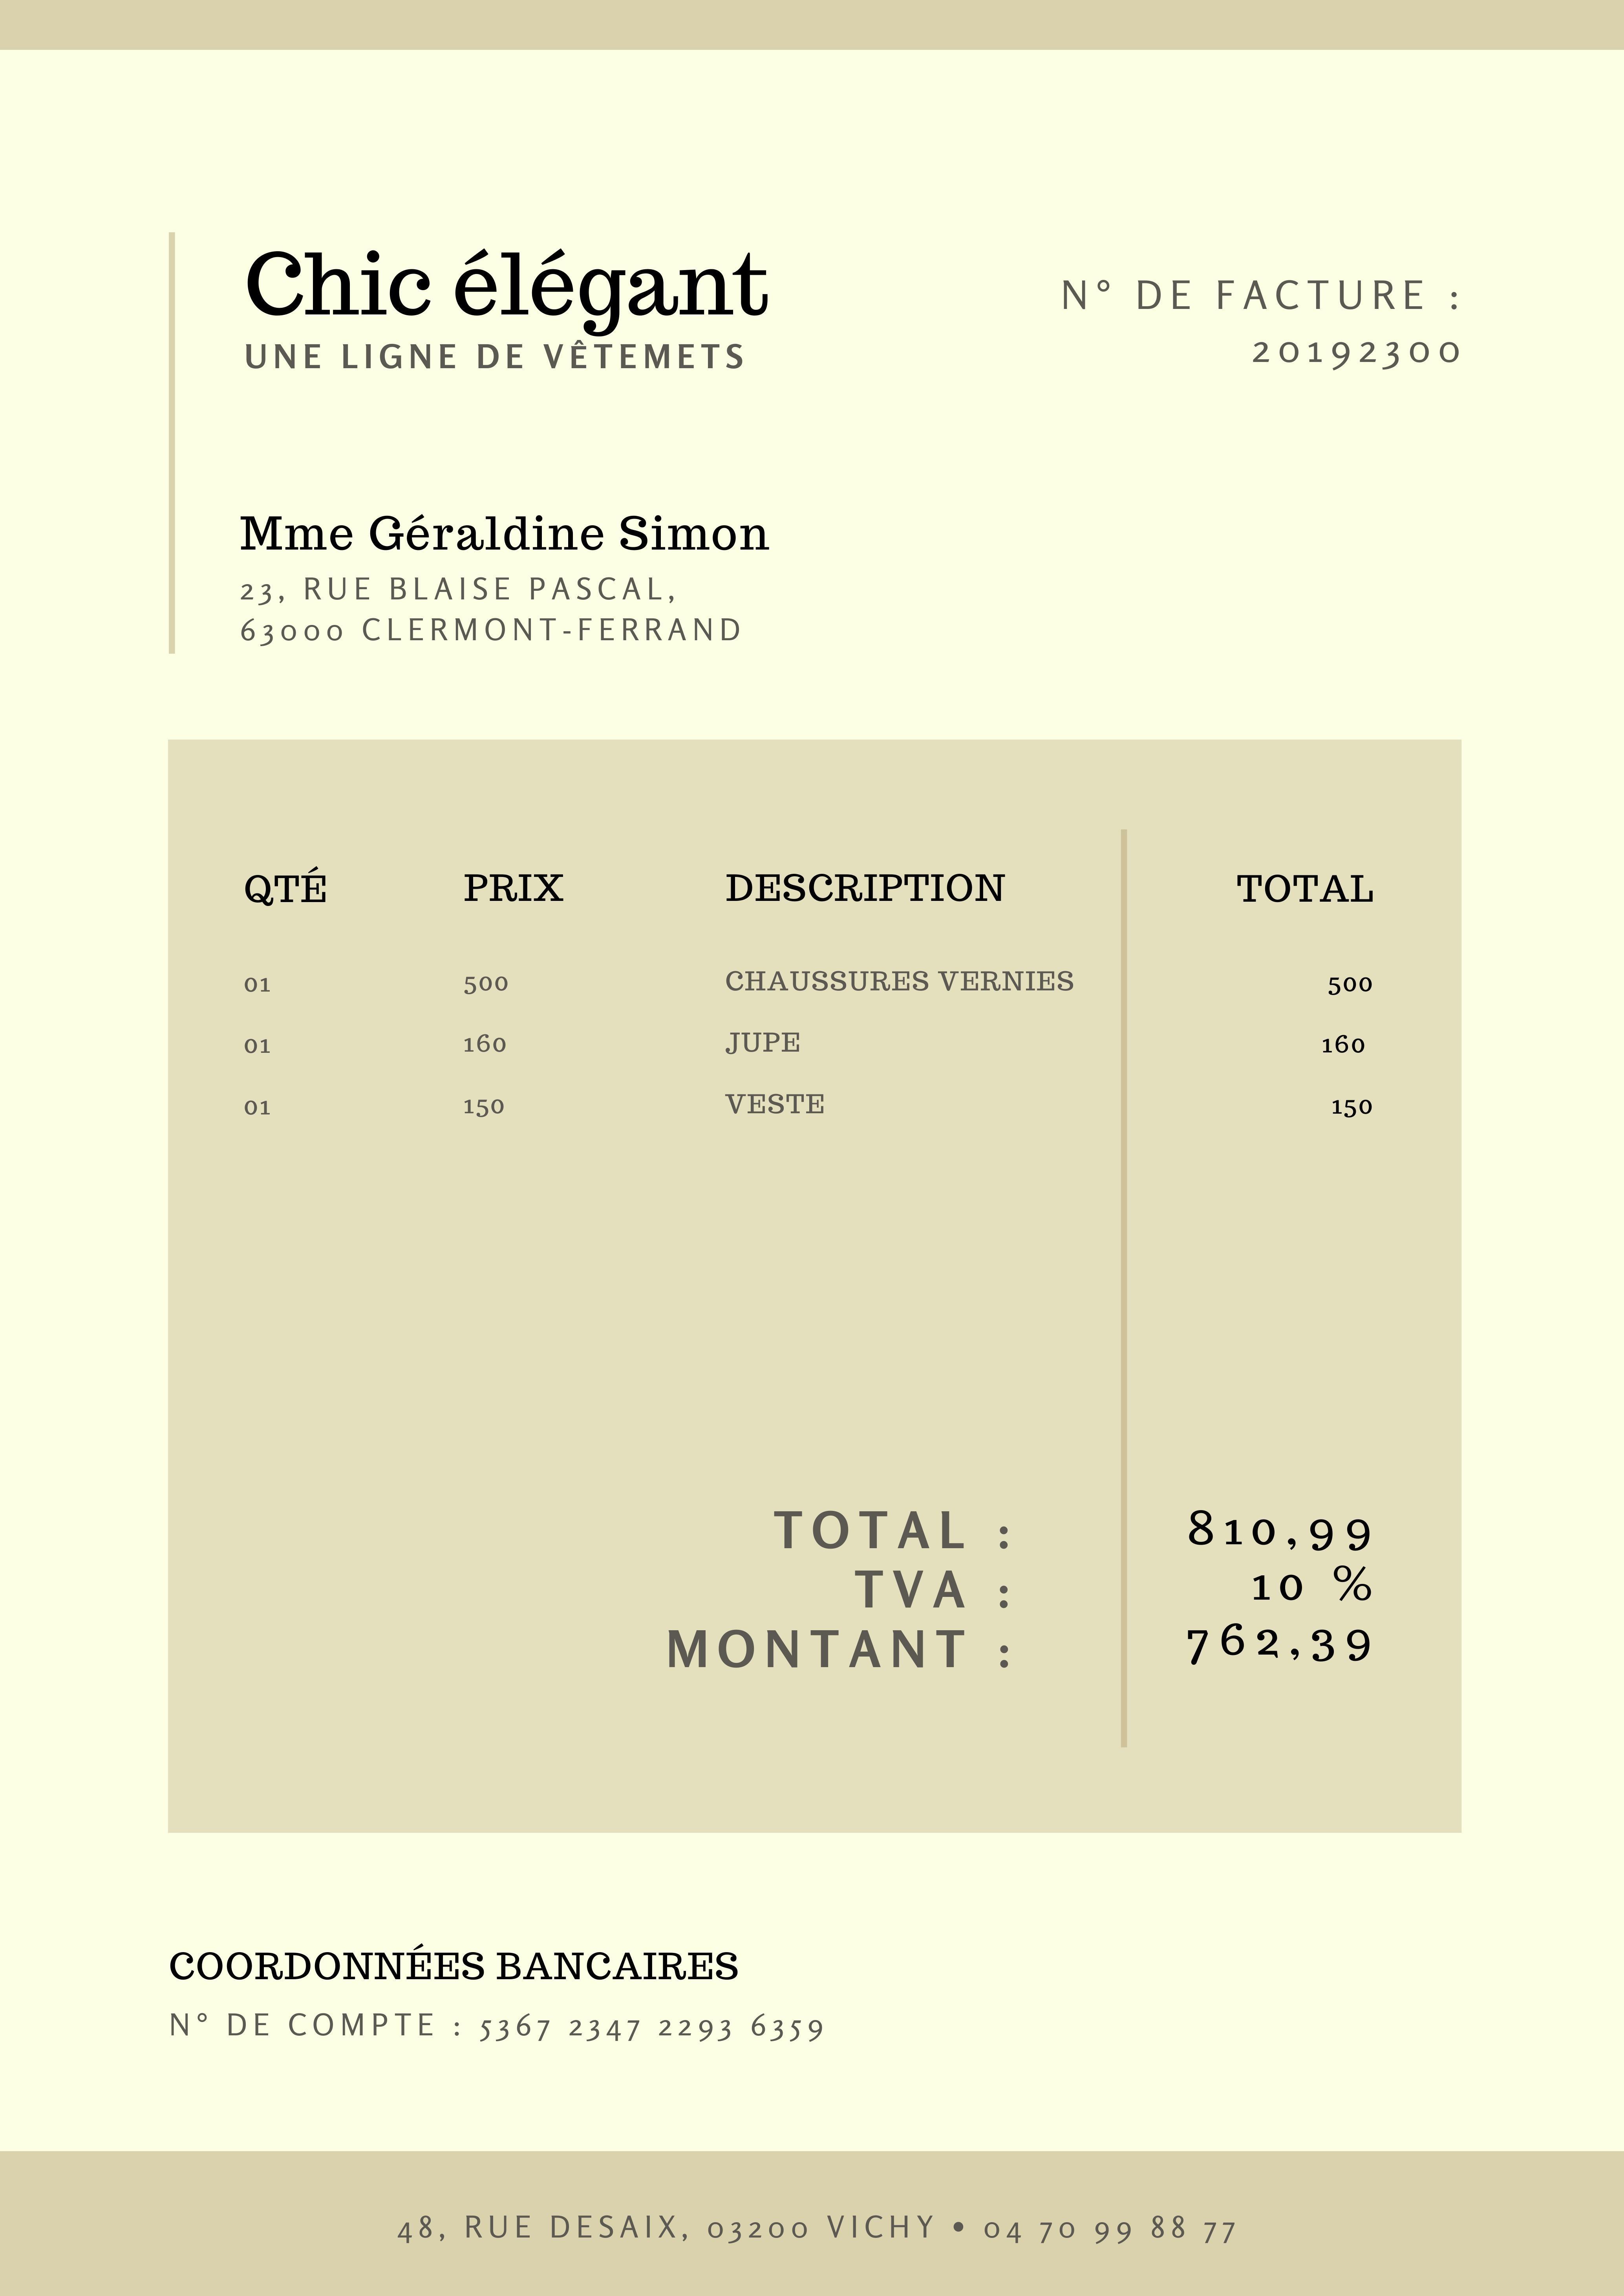 Chic élégant
UNE LIGNE DE VÊTEMETS
N° DE FACTURE :
20192300
Mme Géraldine Simon
23, RUE BLAISE PASCAL,
63000 CLERMONT-FERRAND
QTÉ PRIX DESCRIPTION TOTAL
01 500 CHAUSSURES VERNIES 500
01 160 JUPE 160
01 150 VESTE 150
TOTAL : 810,99
TVA : 10 %
MONTANT : 762,39
COORDONNÉES BANCAIRES
N° DE COMPTE : 5367 2347 2293 6359
48, RUE DESAIX, 03200 VICHY • 04 70 99 88 77